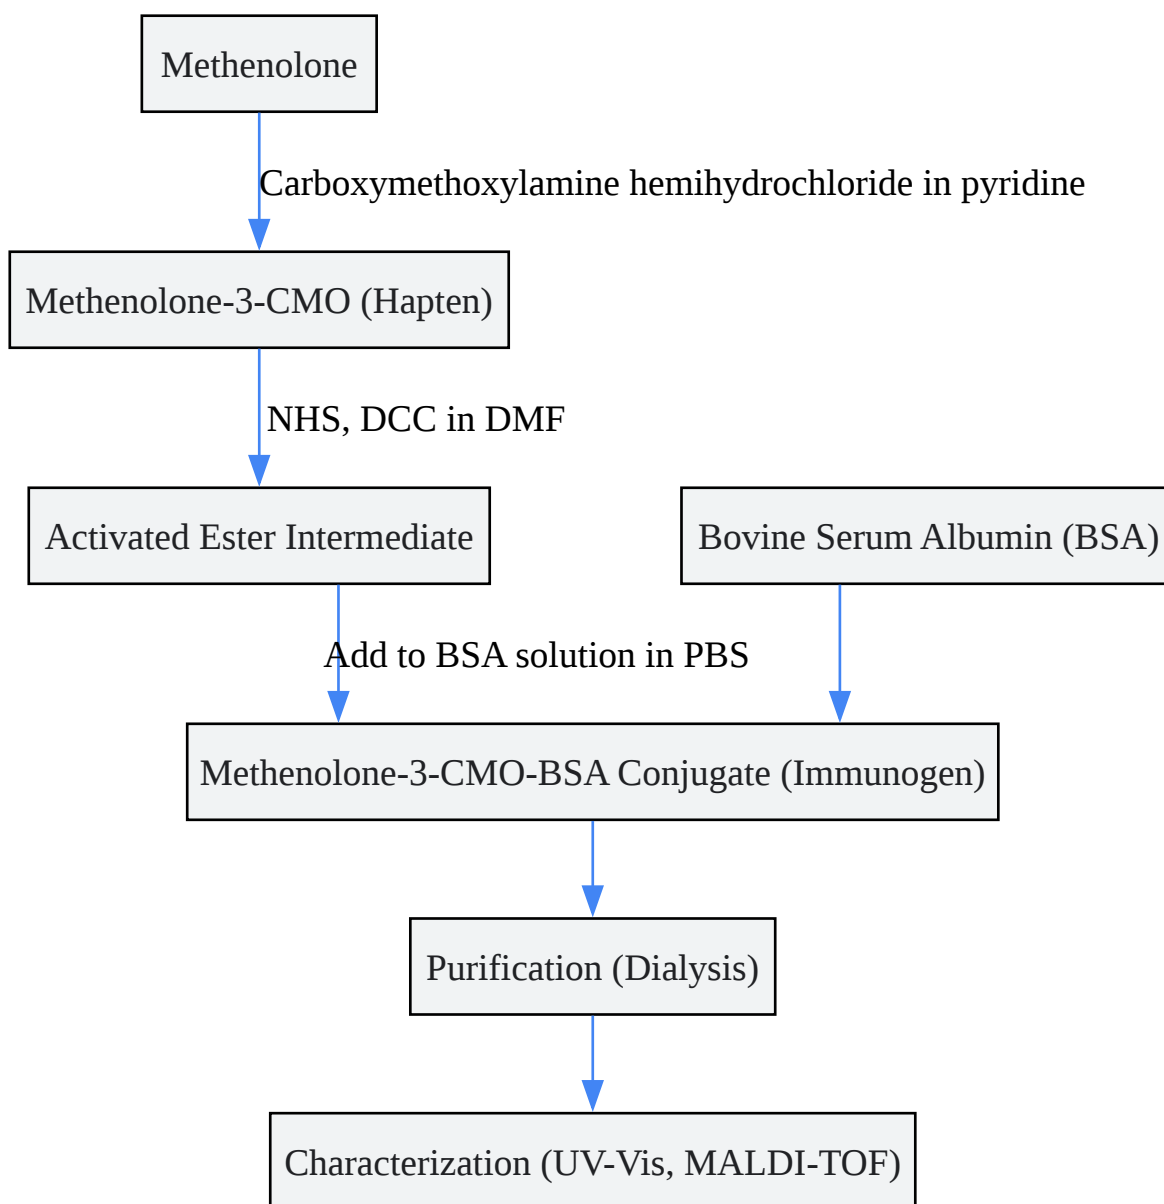 Methenolone
Carboxymethoxylamine hemihydrochloride in pyridine
Methenolone-3-CMO (Hapten)
NHS, DCC in DMF
Activated Ester Intermediate
Bovine Serum Albumin (BSA)
Add to BSA solution in PBS
Methenolone-3-CMO-BSA Conjugate (Immunogen)
Purification (Dialysis)
Characterization (UV-Vis, MALDI-TOF)